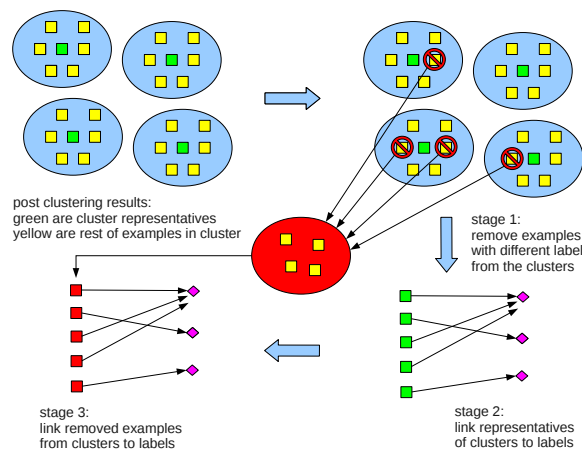 post clustering results:
green are cluster representatives
yellow are rest of examples in cluster
stage 1:
remove examples
with different label
from the clusters
stage 3:
link removed examples
from clusters to labels
stage 2:
link representatives
of clusters to labels